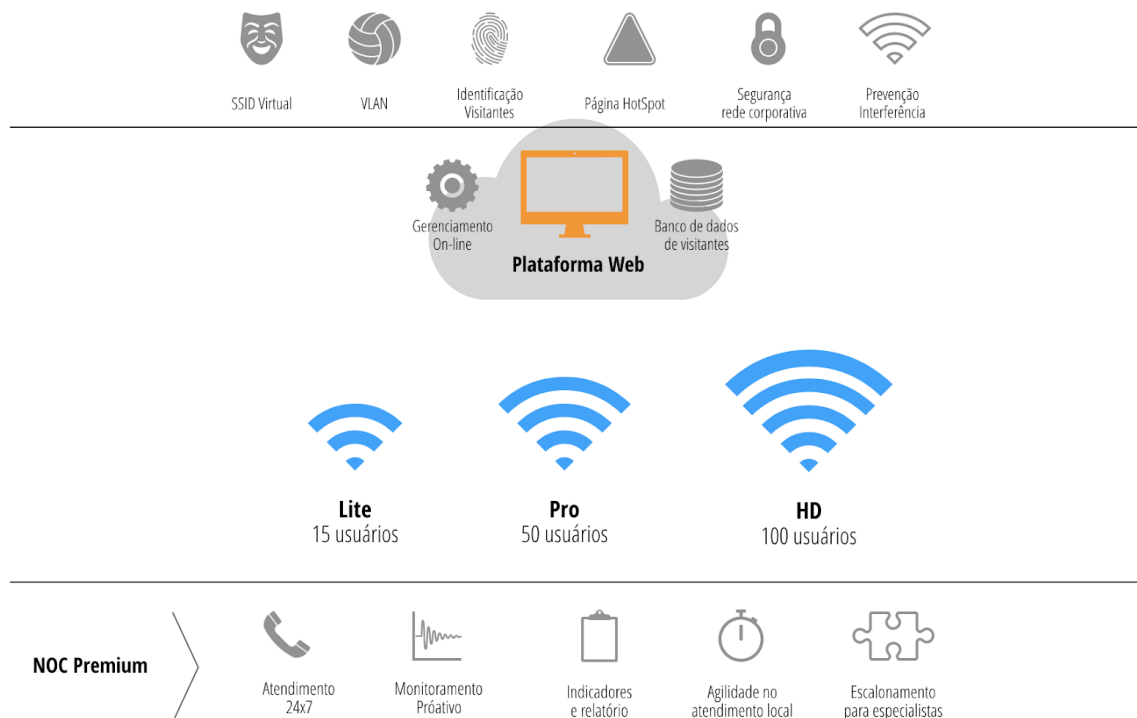 SSID Virtual
VLAN
Identificação
Visitantes
Página HotSpot
Segurança
rede corporativa
Prevenção
Interferência
Gerenciamento
On-line
Banco de dados
de visitantes
Plataforma Web
Lite
15 usuários
Pro
50 usuários
HD
100 usuários
NOC Premium
Atendimento
24x7
Monitoramento
Próativo
Indicadores
e relatório
Agilidade no
atendimento local
Escalonamento
para especialistas